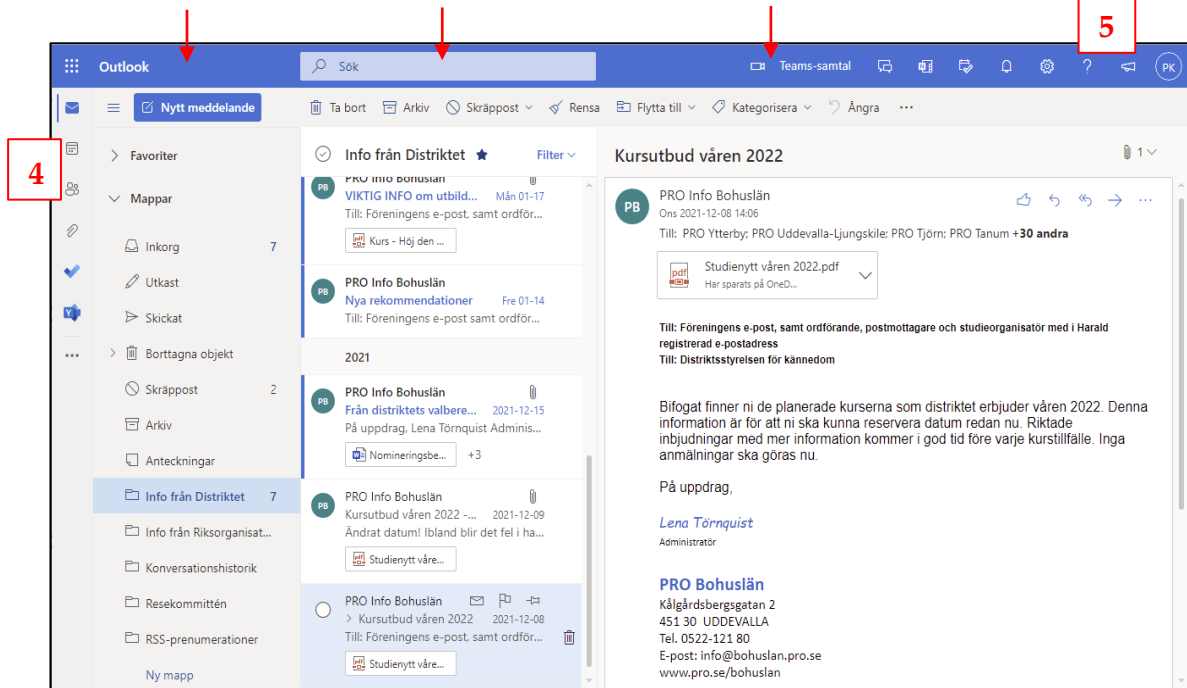 5
Outlook
Sök
Teams-samtal
PK
Nytt meddelande
Ta bort
Arkiv
Skräppost
Rensa
Flytta till
Kategorisera
Ångra
4
Favoriter
Mappar
Inkorg 7
Utkast
Skickat
Borttagna objekt
Skräppost 2
Arkiv
Anteckningar
Info från Distriktet 7
Info från Riksorganisat...
Konversationshistorik
Resekommittén
RSS-prenumerationer
Ny mapp
Info från Distriktet
Filter
PB
PRO Info Bohuslän
VIKTIG INFO om utbild... Mån 01-17
Till: Föreningens e-post, samt ordför...
Kurs - Höj den ...
PB
PRO Info Bohuslän
Nya rekommendationer Fre 01-14
Till: Föreningens e-post samt ordför...
2021
PB
PRO Info Bohuslän
Från distriktets valbere... 2021-12-15
På uppdrag, Lena Törnquist Adminis...
Nomineringsbe... +3
PB
PRO Info Bohuslän
Kursutbud våren 2022 -... 2021-12-09
Ändrat datum! Ibland blir det fel i ha...
pdf Studienytt våre...
PRO Info Bohuslän
> Kursutbud våren 2022 2021-12-08
Till: Föreningens e-post, samt ordför...
pdf Studienytt våre...
Kursutbud våren 2022
1
PB
PRO Info Bohuslän
Ons 2021-12-08 14:06
Till: PRO Ytterby; PRO Uddevalla-Ljungskile; PRO Tjörn; PRO Tanum +30 andra
pdf
Studienytt våren 2022.pdf
Har sparats på OneD...
Till: Föreningens e-post, samt ordförande, postmottagare och studieorganisatör med i Harald
registrerad e-postadress
Till: Distriktsstyrelsen för kännedom
Bifogat finner ni de planerade kurserna som distriktet erbjuder våren 2022. Denna
information är för att ni ska kunna reservera datum redan nu. Riktade
inbjudningar med mer information kommer i god tid före varje kurstillfälle. Inga
anmälningar ska göras nu.
På uppdrag,
Lena Törnquist
Administratör
PRO Bohuslän
Kålgårdsbergsgatan 2
451 30 UDDEVALLA
Tel. 0522-121 80
E-post: info@bohuslan.pro.se
www.pro.se/bohuslan